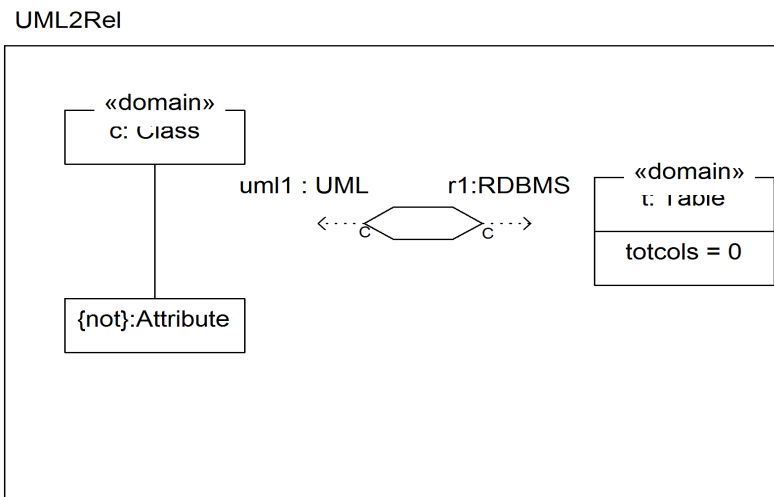 UML2Rel
«domain»
c: Class
uml1 : UML
r1:RDBMS
«domain»
t: Table
c
c
totcols = 0
{not}:Attribute